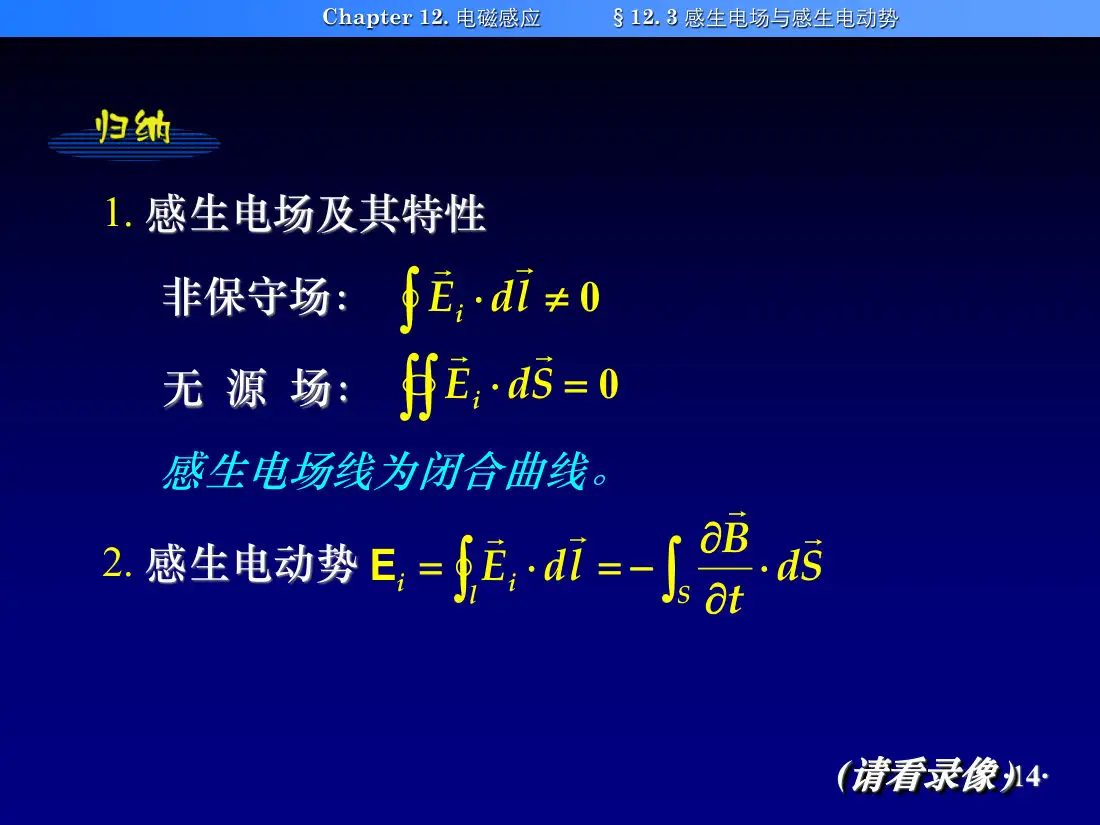 Chapter 12. 电磁感应 §12. 3 感生电场与感生电动势
归纳
1. 感生电场及其特性
非保守场： ∮ E⃗ᵢ · dl⃗ ≠ 0
无 源 场： ∯ E⃗ᵢ · dS⃗ = 0
感生电场线为闭合曲线。
2. 感生电动势 Eᵢ = ∮_l E⃗ᵢ · dl⃗ = − ∫_S ∂B⃗/∂t · dS⃗
(请看录像)·14·